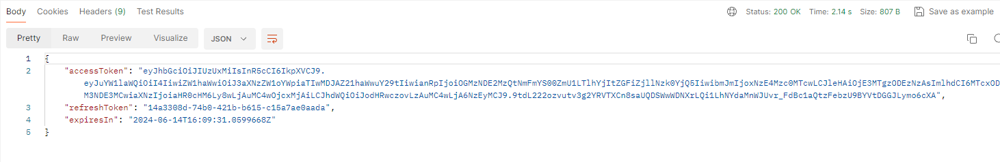 Body Cookies Headers (9) Test Results Status: 200 OK Time: 2.14 s Size: 807 B Save as example
Pretty Raw Preview Visualize JSON
1 {
2 "accessToken": "eyJhbGciOiJIUzUxMiIsInR5cCI6IkpXVCJ9.
eyJuYW1laWQiOiI4IiwiZW1haWwiOiJ3aXNzZW1oYWpiaTIwMDJAZ21haWwuY29tIiwianRpIjoiOGMzNDE2MzQtNmFmYS00ZmU1LTlhYjItZGFiZjllNzk0YjQ5IiwibmJmIjoxNzE4Mzc0MTcwLCJleHAiOjE3MTgzODEzNzAsImlhdCI6MTcxOD
M3NDE3MCwiaXNzIjoiaHR0cHM6Ly8wLjAuMC4wOjcxMjAiLCJhdWQiOiJodHRwczovLzAuMC4wLjA6NzEyMCJ9.9tdL222ozvutv3g2YRVTXCn8saUQDSWwWDNXrLQi1LhNYdaMnWJUvr_FdBc1aQtzFebzU9BYVtDGGJLymo6cXA",
3 "refreshToken": "14a3308d-74b0-421b-b615-c15a7ae0aada",
4 "expiresIn": "2024-06-14T16:09:31.0599668Z"
5 }